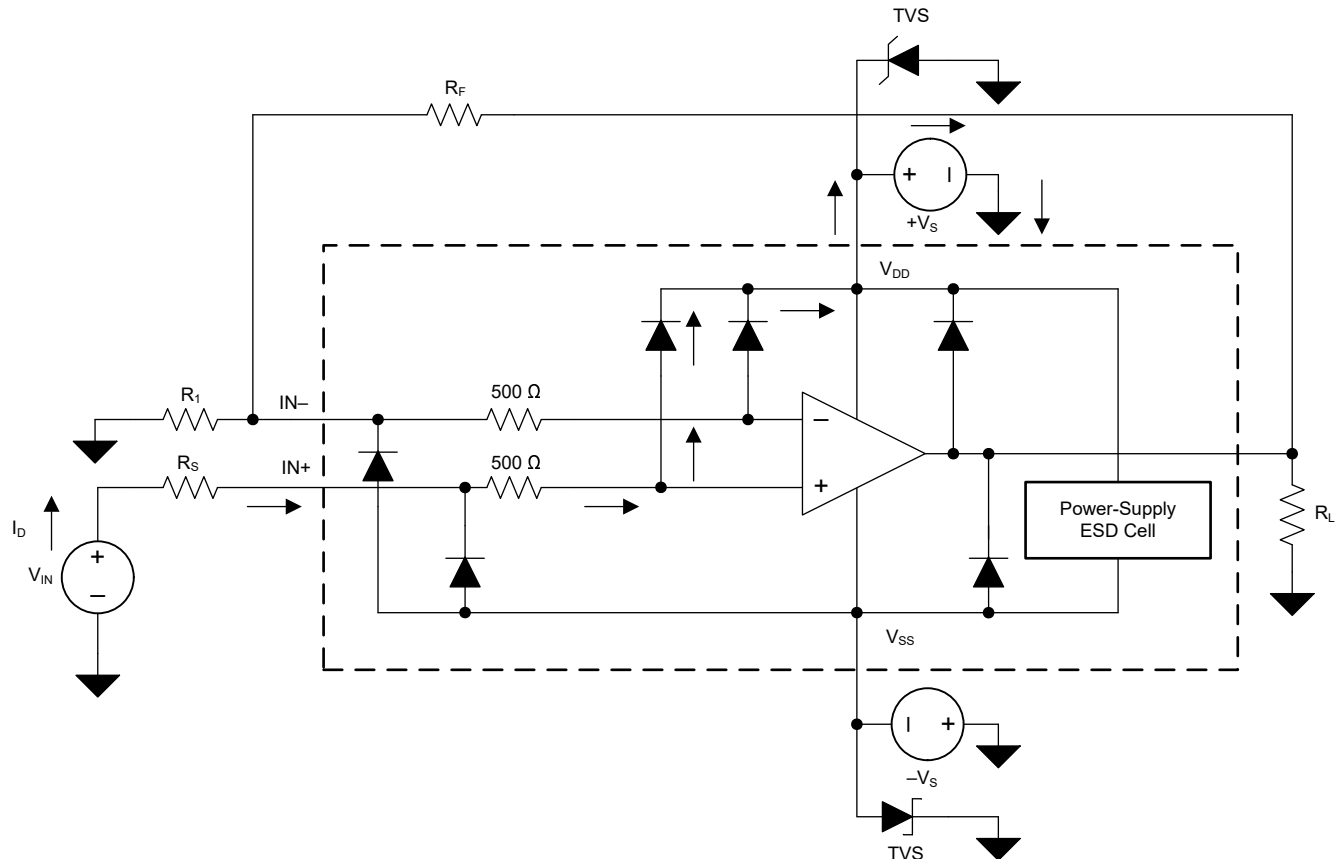 TVS
R_F
+ I
+V_S
V_DD
R_1
IN–
500 Ω
–
R_S
IN+
500 Ω
+
Power-Supply
ESD Cell
R_L
I_D
+
V_IN
–
V_SS
I +
–V_S
TVS